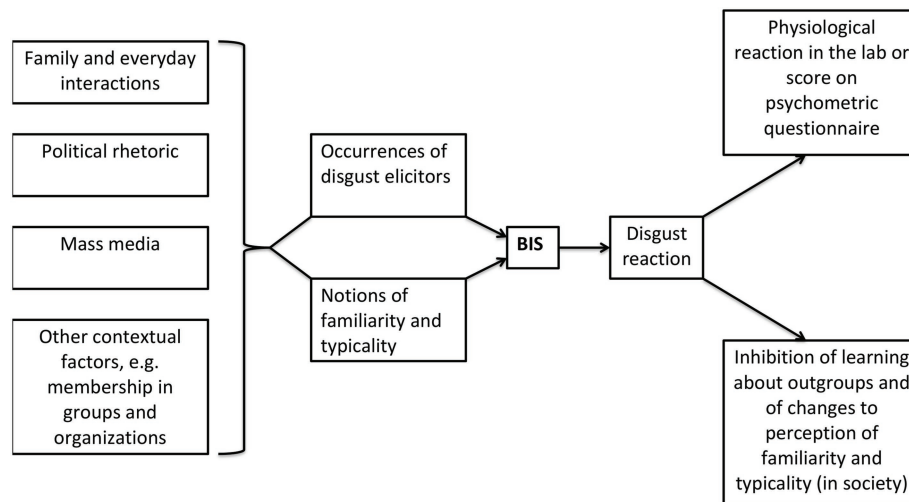 Family and everyday
interactions
Political rhetoric
Mass media
Other contextual
factors, e.g.
membership in
groups and
organizations
Occurrences of
disgust elicitors
Notions of
familiarity and
typicality
BIS
Disgust
reaction
Physiological
reaction in the lab or
score on
psychometric
questionnaire
Inhibition of learning
about outgroups and
of changes to
perception of
familiarity and
typicality (in society)